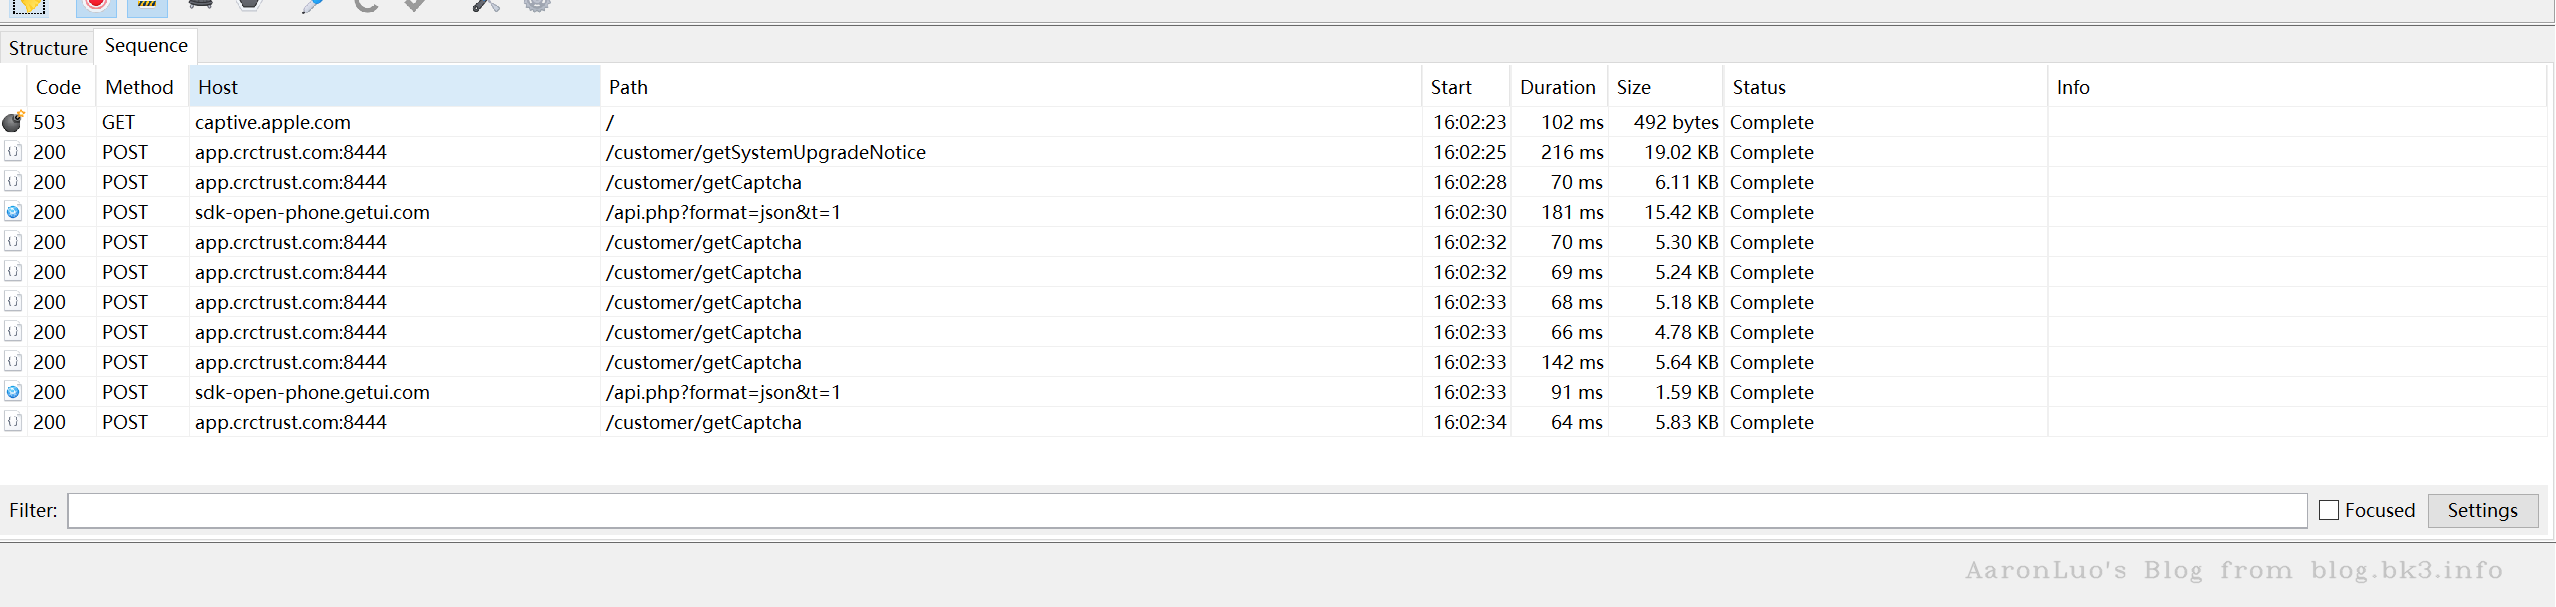 Structure Sequence
Code Method Host Path Start Duration Size Status Info
503 GET captive.apple.com / 16:02:23 102 ms 492 bytes Complete
200 POST app.crctrust.com:8444 /customer/getSystemUpgradeNotice 16:02:25 216 ms 19.02 KB Complete
200 POST app.crctrust.com:8444 /customer/getCaptcha 16:02:28 70 ms 6.11 KB Complete
200 POST sdk-open-phone.getui.com /api.php?format=json&t=1 16:02:30 181 ms 15.42 KB Complete
200 POST app.crctrust.com:8444 /customer/getCaptcha 16:02:32 70 ms 5.30 KB Complete
200 POST app.crctrust.com:8444 /customer/getCaptcha 16:02:32 69 ms 5.24 KB Complete
200 POST app.crctrust.com:8444 /customer/getCaptcha 16:02:33 68 ms 5.18 KB Complete
200 POST app.crctrust.com:8444 /customer/getCaptcha 16:02:33 66 ms 4.78 KB Complete
200 POST app.crctrust.com:8444 /customer/getCaptcha 16:02:33 142 ms 5.64 KB Complete
200 POST sdk-open-phone.getui.com /api.php?format=json&t=1 16:02:33 91 ms 1.59 KB Complete
200 POST app.crctrust.com:8444 /customer/getCaptcha 16:02:34 64 ms 5.83 KB Complete
Filter: Focused Settings
AaronLuo's Blog from blog.bk3.info